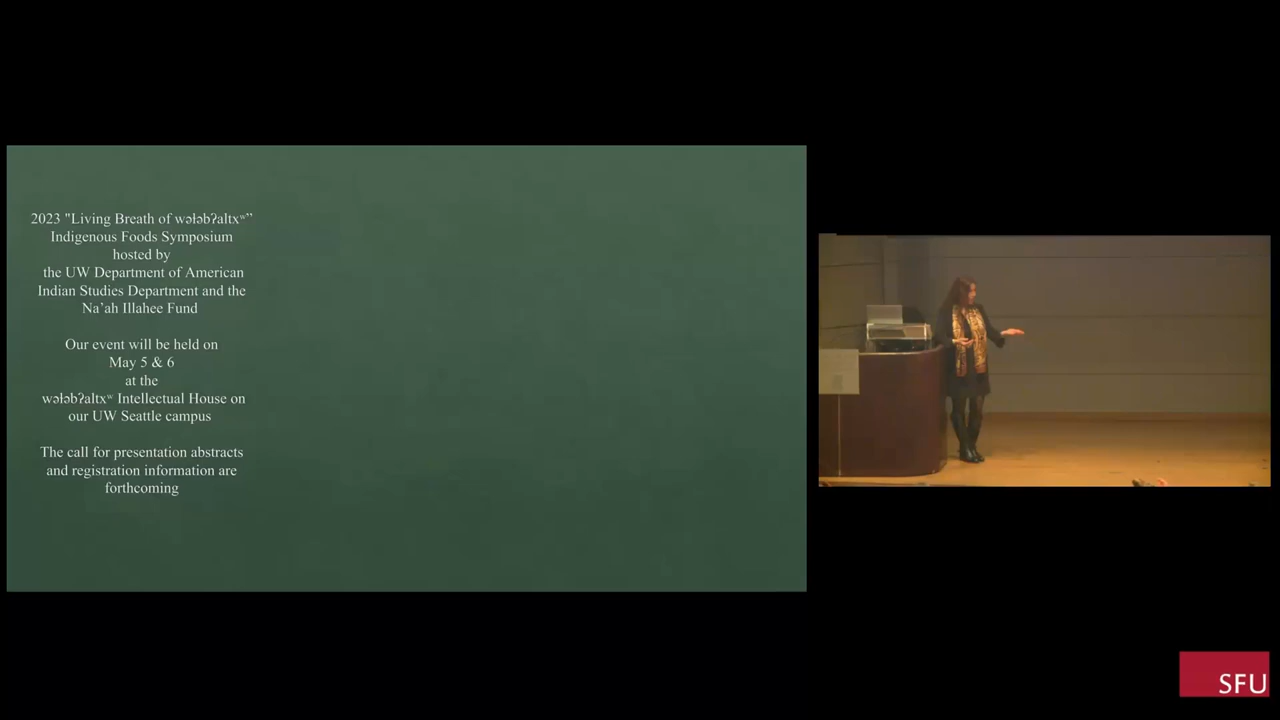 2023 "Living Breath of wəɬəbʔaltxʷ”
Indigenous Foods Symposium
hosted by
the UW Department of American
Indian Studies Department and the
Na’ah Illahee Fund
Our event will be held on
May 5 & 6
at the
wəɬəbʔaltxʷ Intellectual House on
our UW Seattle campus
The call for presentation abstracts
and registration information are
forthcoming
SFU